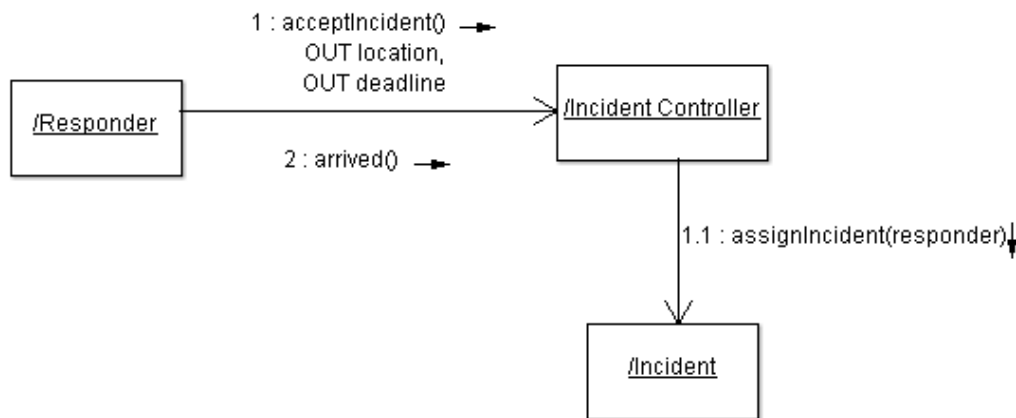 1 : acceptIncident()
OUT location,
OUT deadline
/Responder
/Incident Controller
2 : arrived()
1.1 : assignIncident(responder)
/Incident